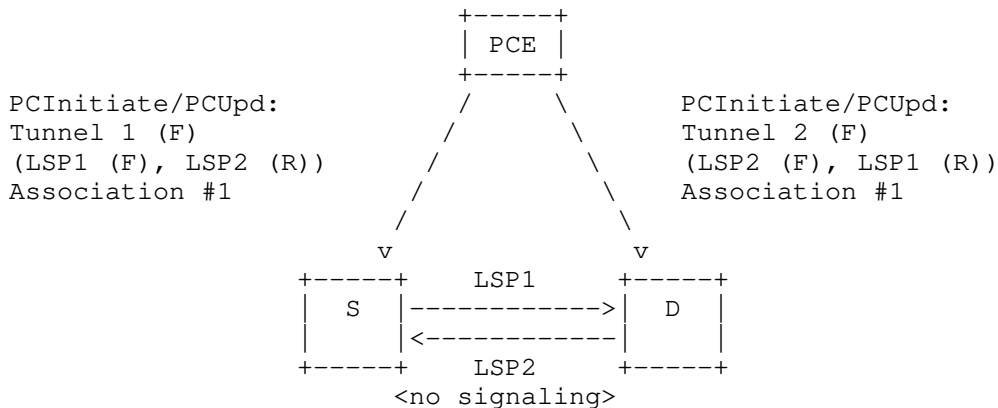 PCE
PCInitiate/PCUpd: PCInitiate/PCUpd:
Tunnel 1 (F) Tunnel 2 (F)
(LSP1 (F), LSP2 (R)) (LSP2 (F), LSP1 (R))
Association #1 Association #1
v v
LSP1
S D
LSP2
<no signaling>